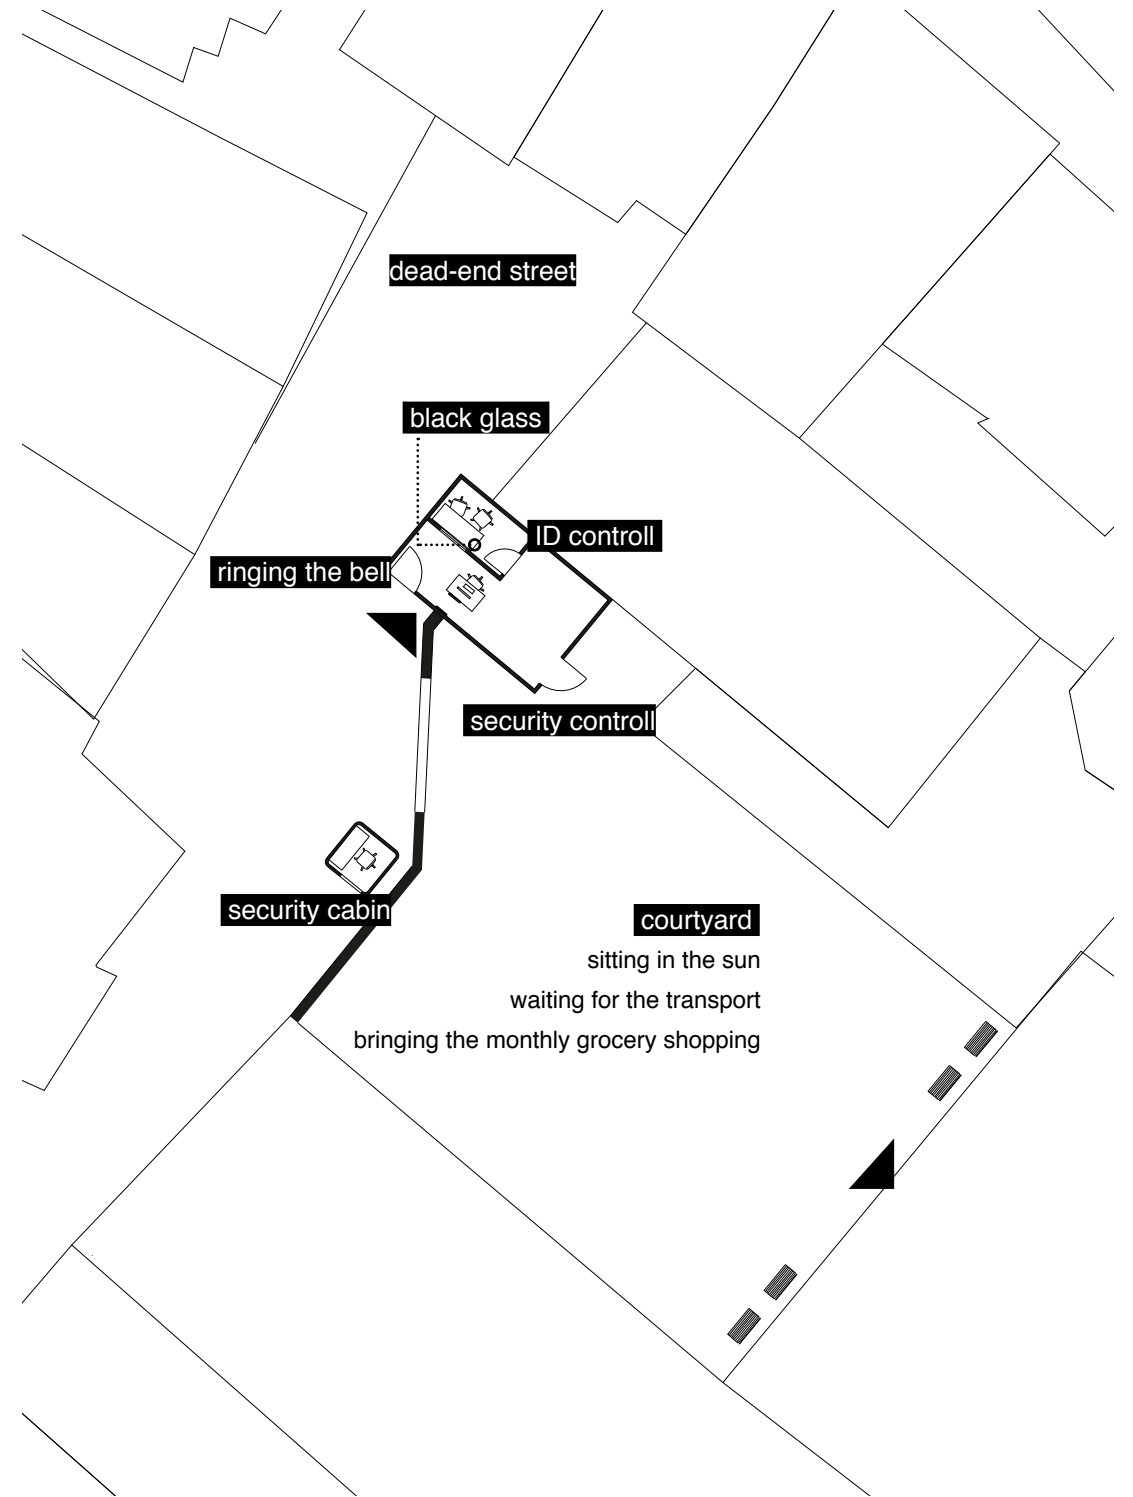 dead-end street
black glass
ID controll
ringing the bell
security controll
security cabin
courtyard
sitting in the sun
waiting for the transport
bringing the monthly grocery shopping